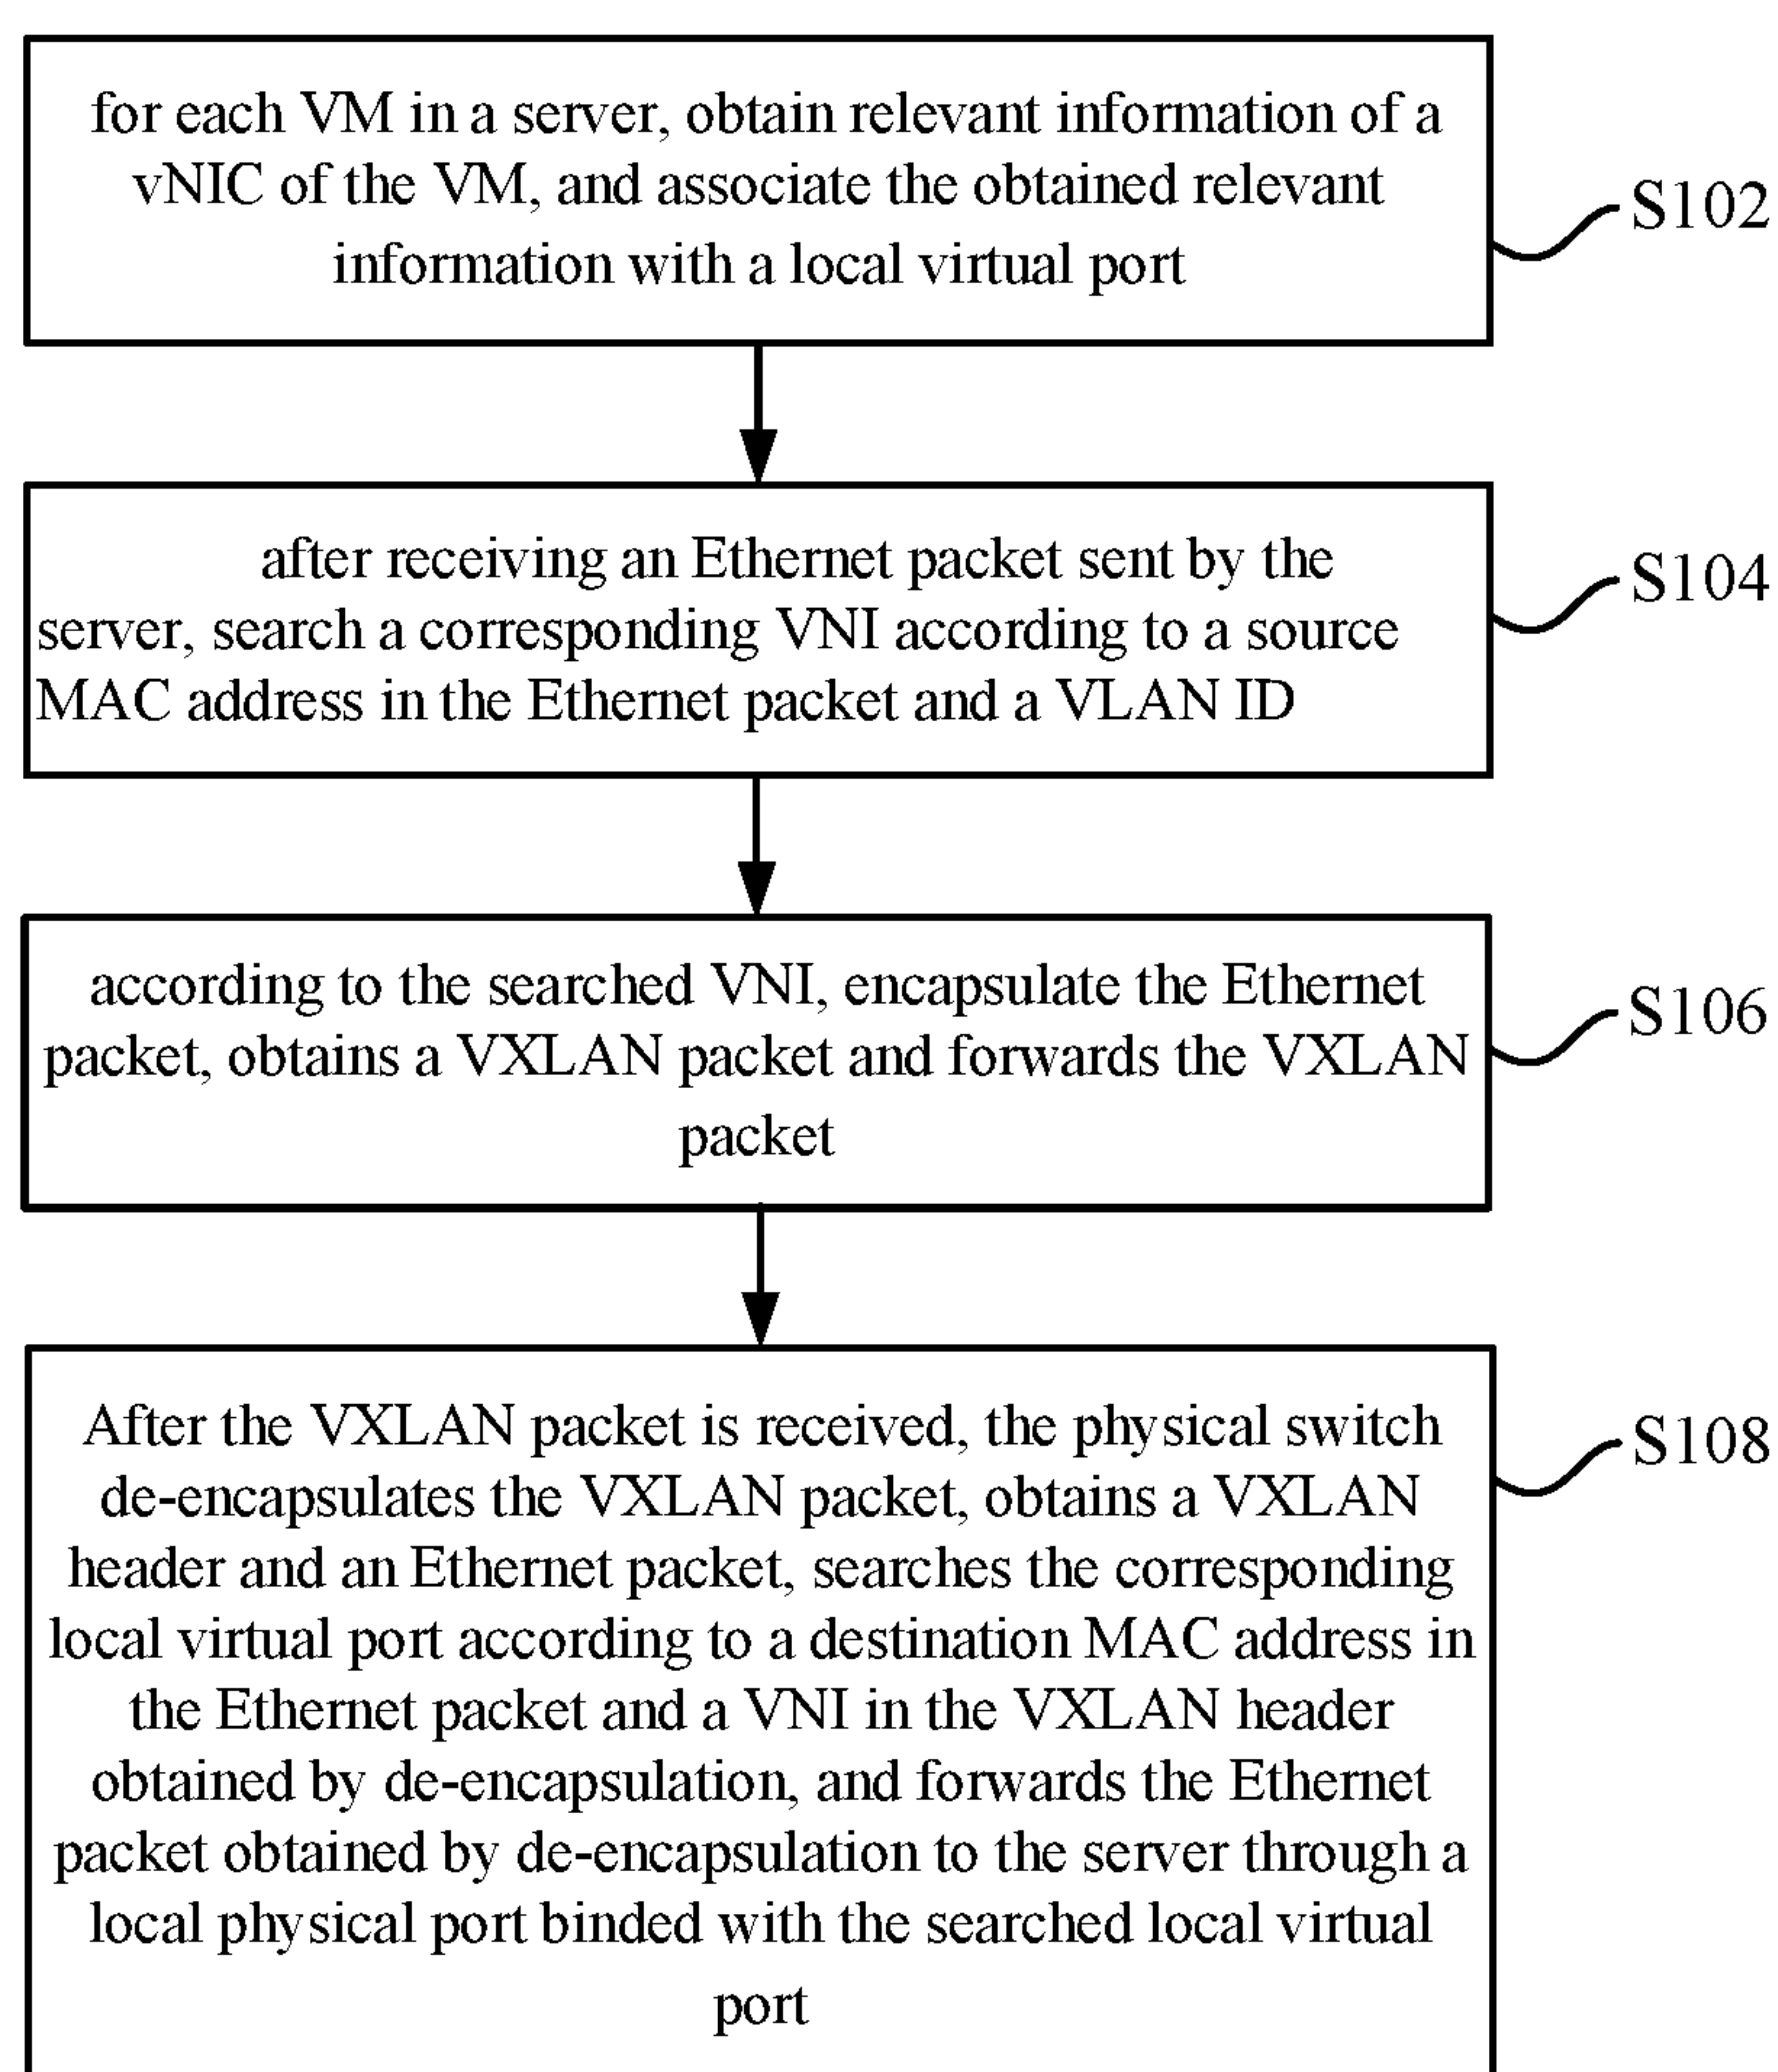 for each VM in a server, obtain relevant information of a
vNIC of the VM, and associate the obtained relevant
information with a local virtual port
S102
after receiving an Ethernet packet sent by the
server, search a corresponding VNI according to a source
MAC address in the Ethernet packet and a VLAN ID
S104
according to the searched VNI, encapsulate the Ethernet
packet, obtains a VXLAN packet and forwards the VXLAN
packet
S106
After the VXLAN packet is received, the physical switch
de-encapsulates the VXLAN packet, obtains a VXLAN
header and an Ethernet packet, searches the corresponding
local virtual port according to a destination MAC address in
the Ethernet packet and a VNI in the VXLAN header
obtained by de-encapsulation, and forwards the Ethernet
packet obtained by de-encapsulation to the server through a
local physical port binded with the searched local virtual
port
S108